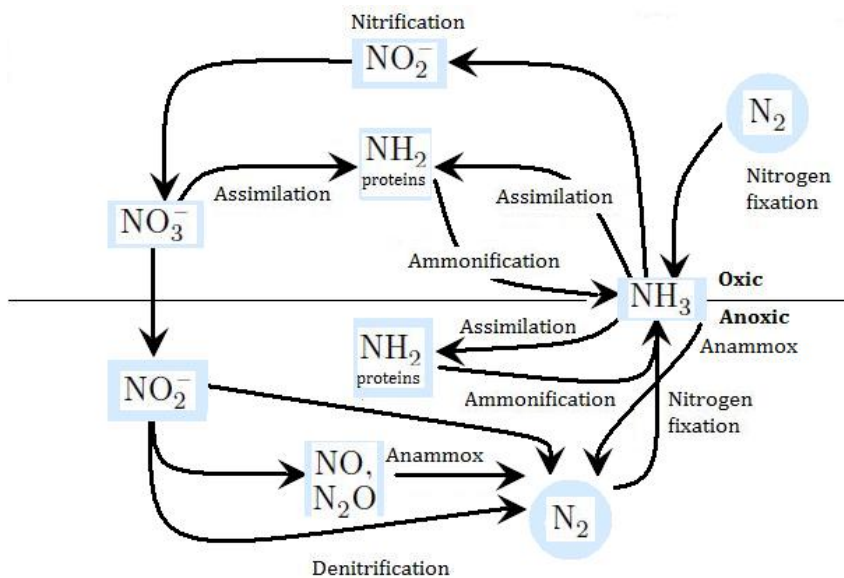 Nitrification
NO₂⁻
N₂
NH₂
proteins
Nitrogen
fixation
Assimilation
Assimilation
NO₃⁻
Ammonification
Oxic
NH₃
Anoxic
Assimilation
Anammox
NH₂
proteins
NO₂⁻
Ammonification
Nitrogen
fixation
Anammox
NO,
N₂O
N₂
Denitrification